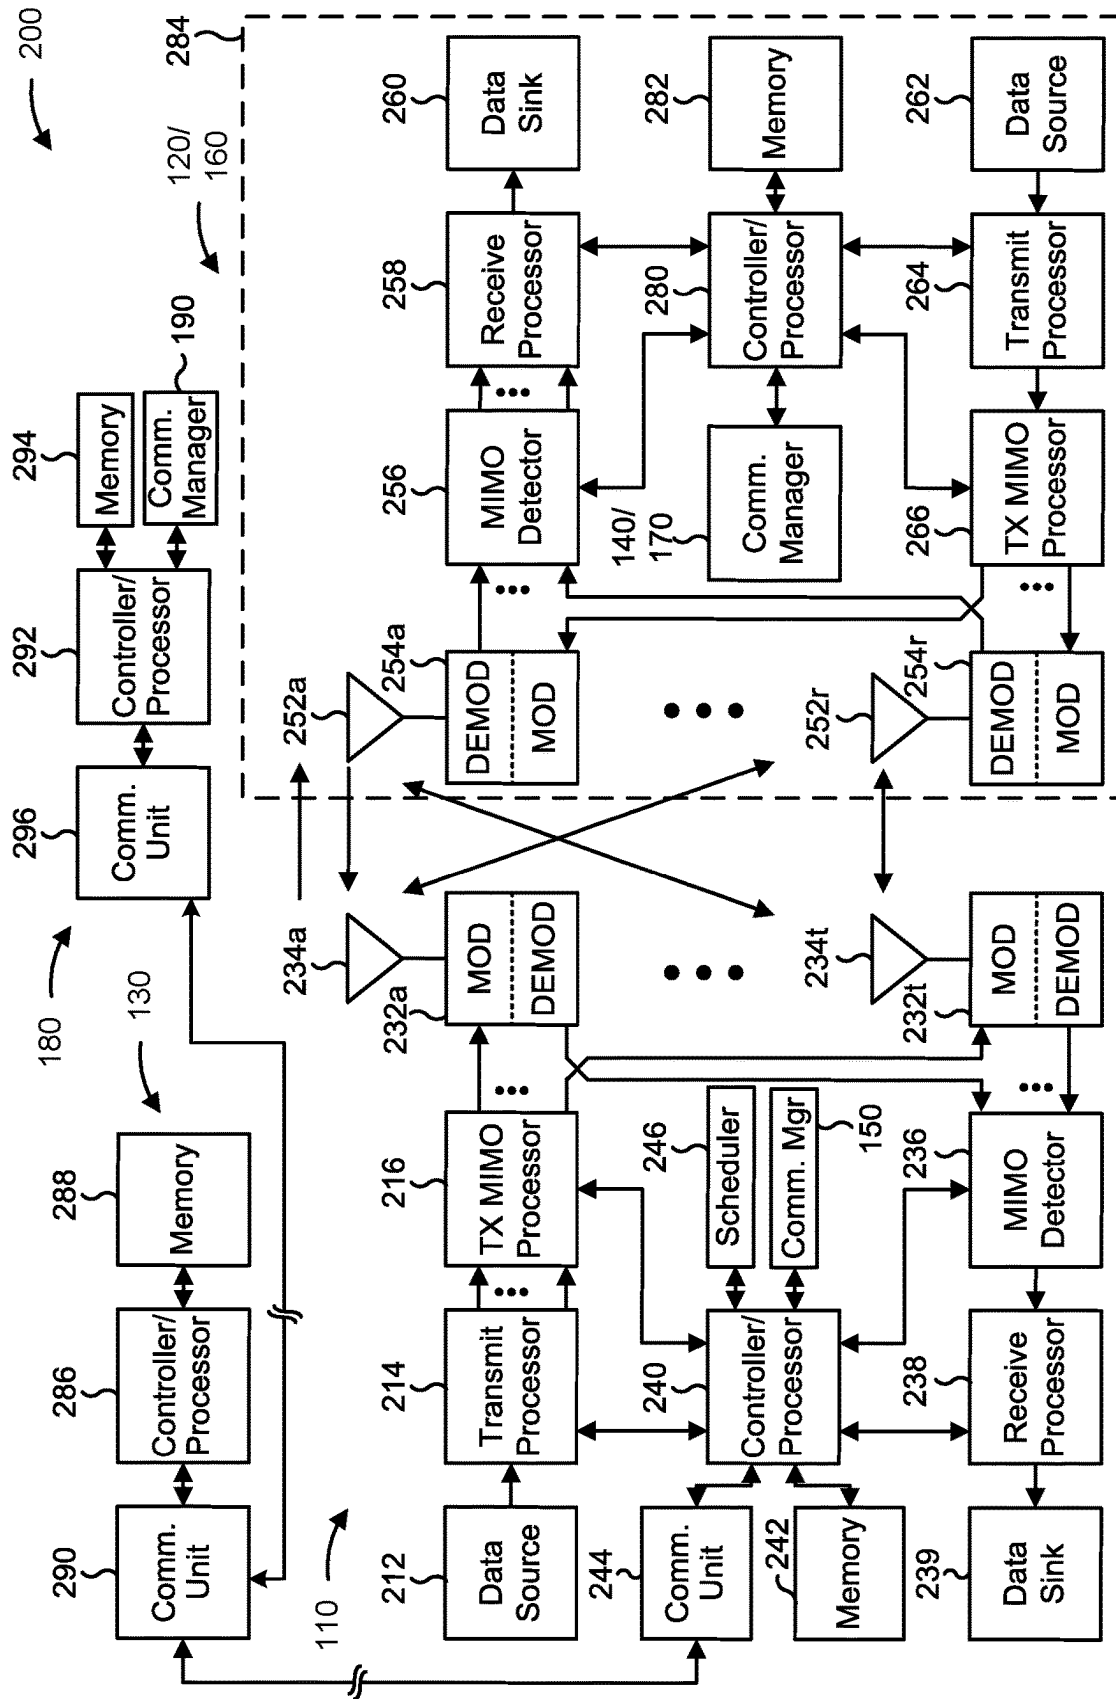 200
180
296
Comm.
Unit
292
Controller/
Processor
294
Memory
Comm.
Manager
190
130
290
Comm.
Unit
286
Controller/
Processor
288
Memory
120/
160
284
110
212
Data
Source
214
Transmit
Processor
216
TX MIMO
Processor
232a
MOD
DEMOD
234a
252a
254a
DEMOD
MOD
256
MIMO
Detector
258
Receive
Processor
260
Data
Sink
244
Comm.
Unit
242
Memory
240
Controller/
Processor
246
Scheduler
Comm. Mgr
150
140/
170
Comm.
Manager
280
Controller/
Processor
282
Memory
239
Data
Sink
238
Receive
Processor
236
MIMO
Detector
232t
MOD
DEMOD
234t
252r
254r
DEMOD
MOD
266
TX MIMO
Processor
264
Transmit
Processor
262
Data
Source